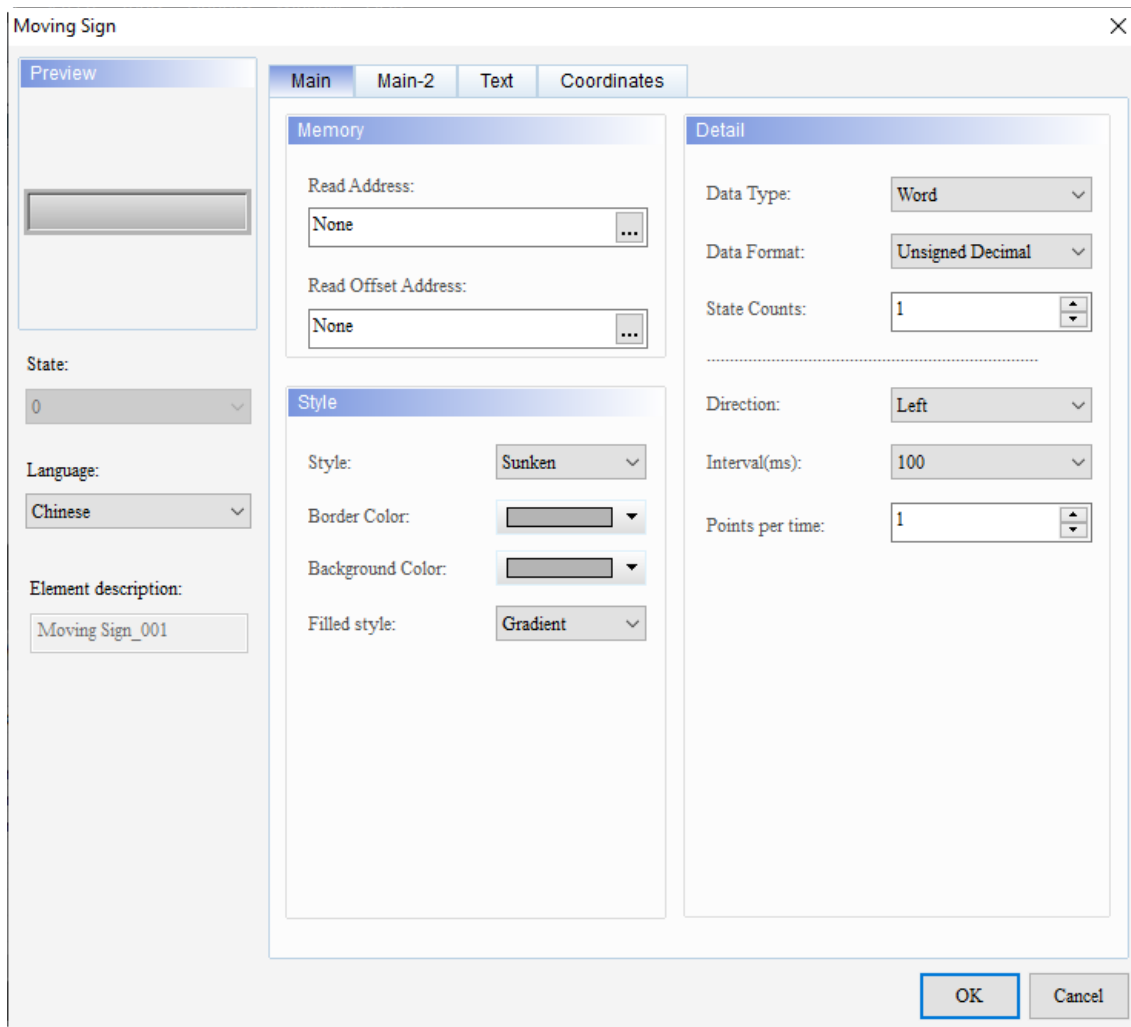 Moving Sign
Preview
State:
0
Language:
Chinese
Element description:
Moving Sign_001
Main
Main-2
Text
Coordinates
Memory
Read Address:
None
...
Read Offset Address:
None
...
Style
Style:
Sunken
Border Color:
Background Color:
Filled style:
Gradient
Detail
Data Type:
Word
Data Format:
Unsigned Decimal
State Counts:
1
Direction:
Left
Interval(ms):
100
Points per time:
1
OK
Cancel